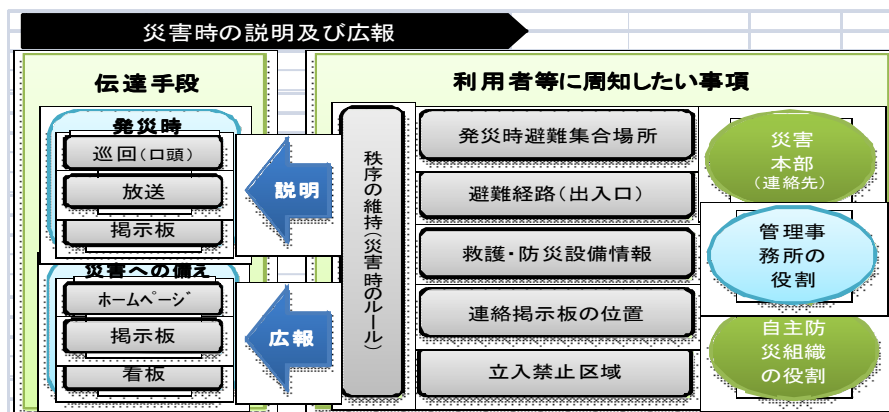 災害時の説明及び広報
伝達手段
発災時
巡回（口頭）
放送
掲示板
災害への備え
ホームページ
掲示板
看板
説明
広報
利用者等に周知したい事項
秩序の維持（災害時のルール）
発災時避難集合場所
避難経路（出入口）
救護・防災設備情報
連絡掲示板の位置
立入禁止区域
災害
本部
（連絡先）
管理事
務所の
役割
自主防
災組織
の役割